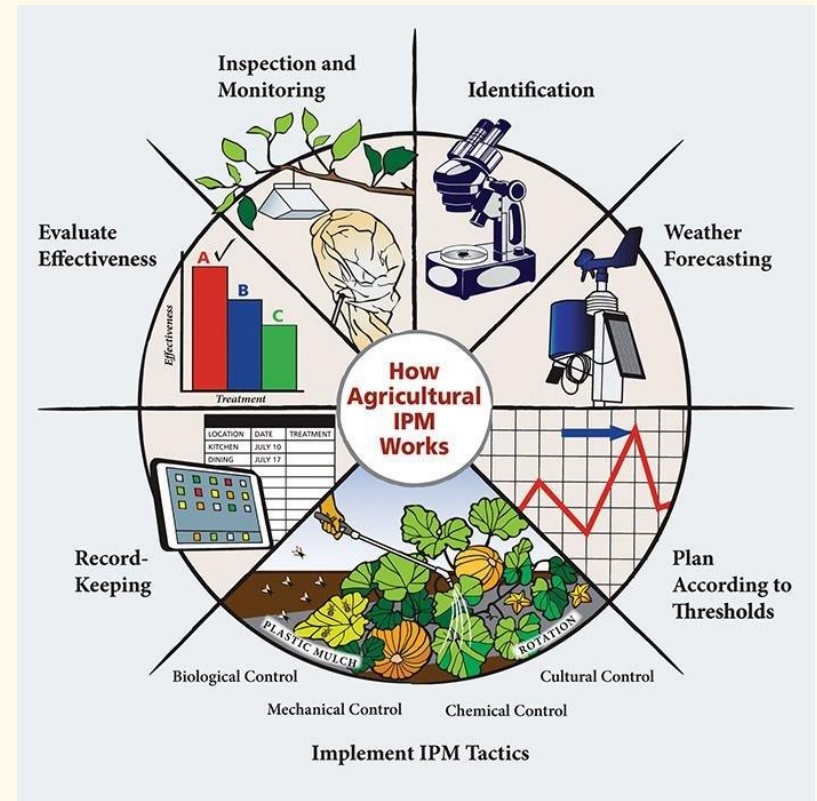 Inspection and
Monitoring
Identification
Weather
Forecasting
Evaluate
Effectiveness
A
B
C
Effectiveness
Treatment
How
Agricultural
IPM
Works
LOCATION DATE TREATMENT
KITCHEN JULY 10
DINING JULY 17
Record-
Keeping
Plan
According to
Thresholds
PLASTIC MULCH
ROTATION
Biological Control
Cultural Control
Mechanical Control
Chemical Control
Implement IPM Tactics